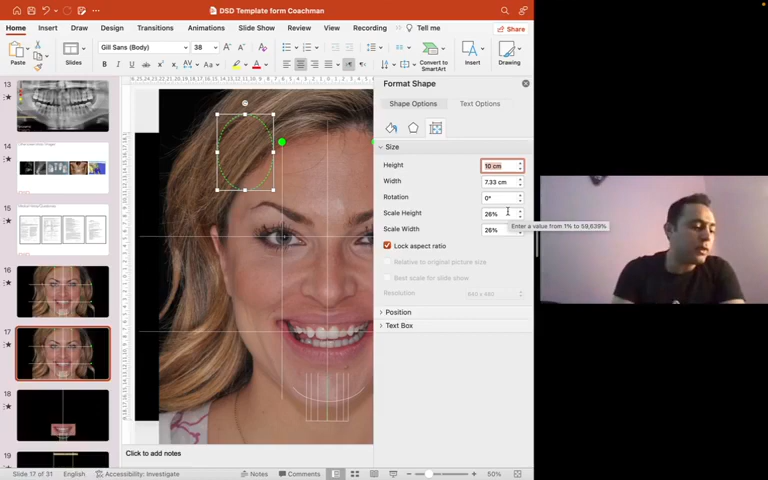 DSD Template form Coachman
Home Insert Draw Design Transitions Animations Slide Show Review View Recording Tell me Share
Paste Slides Gill Sans (Body) 38 Convert to SmartArt Insert Drawing
B I U
13
14
15
16
17
18
19
Format Shape
Shape Options Text Options
Size
Height 10 cm
Width 7.33 cm
Rotation 0°
Scale Height 26%
Enter a value from 1% to 59,639%
Scale Width 26%
Lock aspect ratio
Relative to original picture size
Best scale for slide show
Resolution 640 x 480
Position
Text Box
Click to add notes
Slide 17 of 31 English Accessibility: Investigate Notes Comments 50%